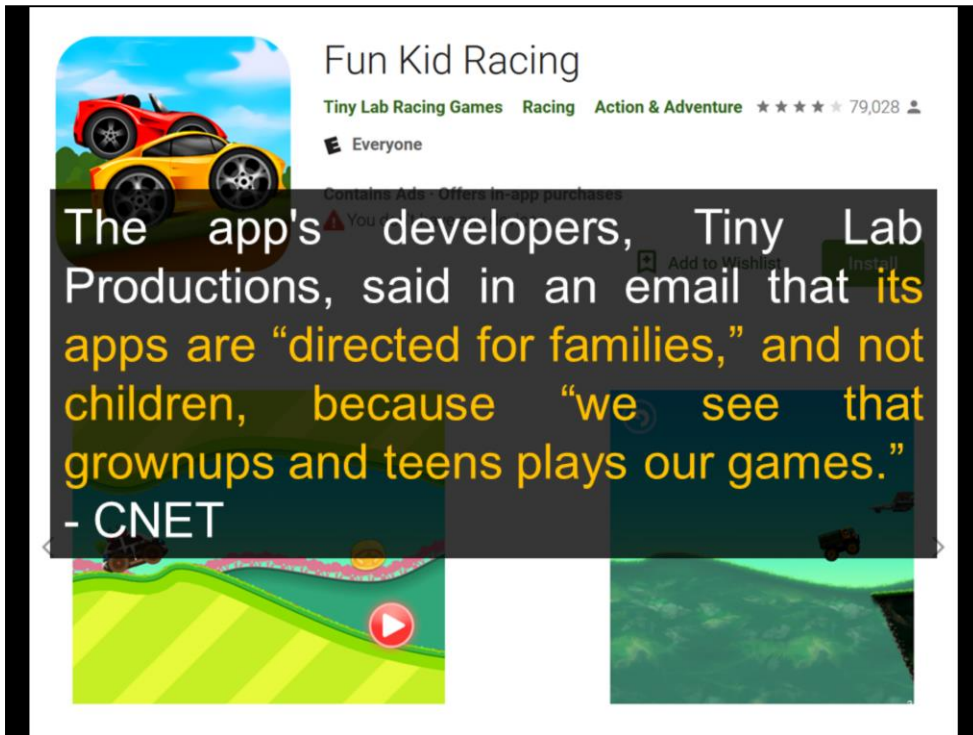 Fun Kid Racing
Tiny Lab Racing Games Racing Action & Adventure 79,028
E Everyone
Contains Ads · Offers in-app purchases
You d
Add to Wishlist
Install
The app's developers, Tiny Lab
Productions, said in an email that its
apps are “directed for families,” and not
children, because “we see that
grownups and teens plays our games.”
- CNET